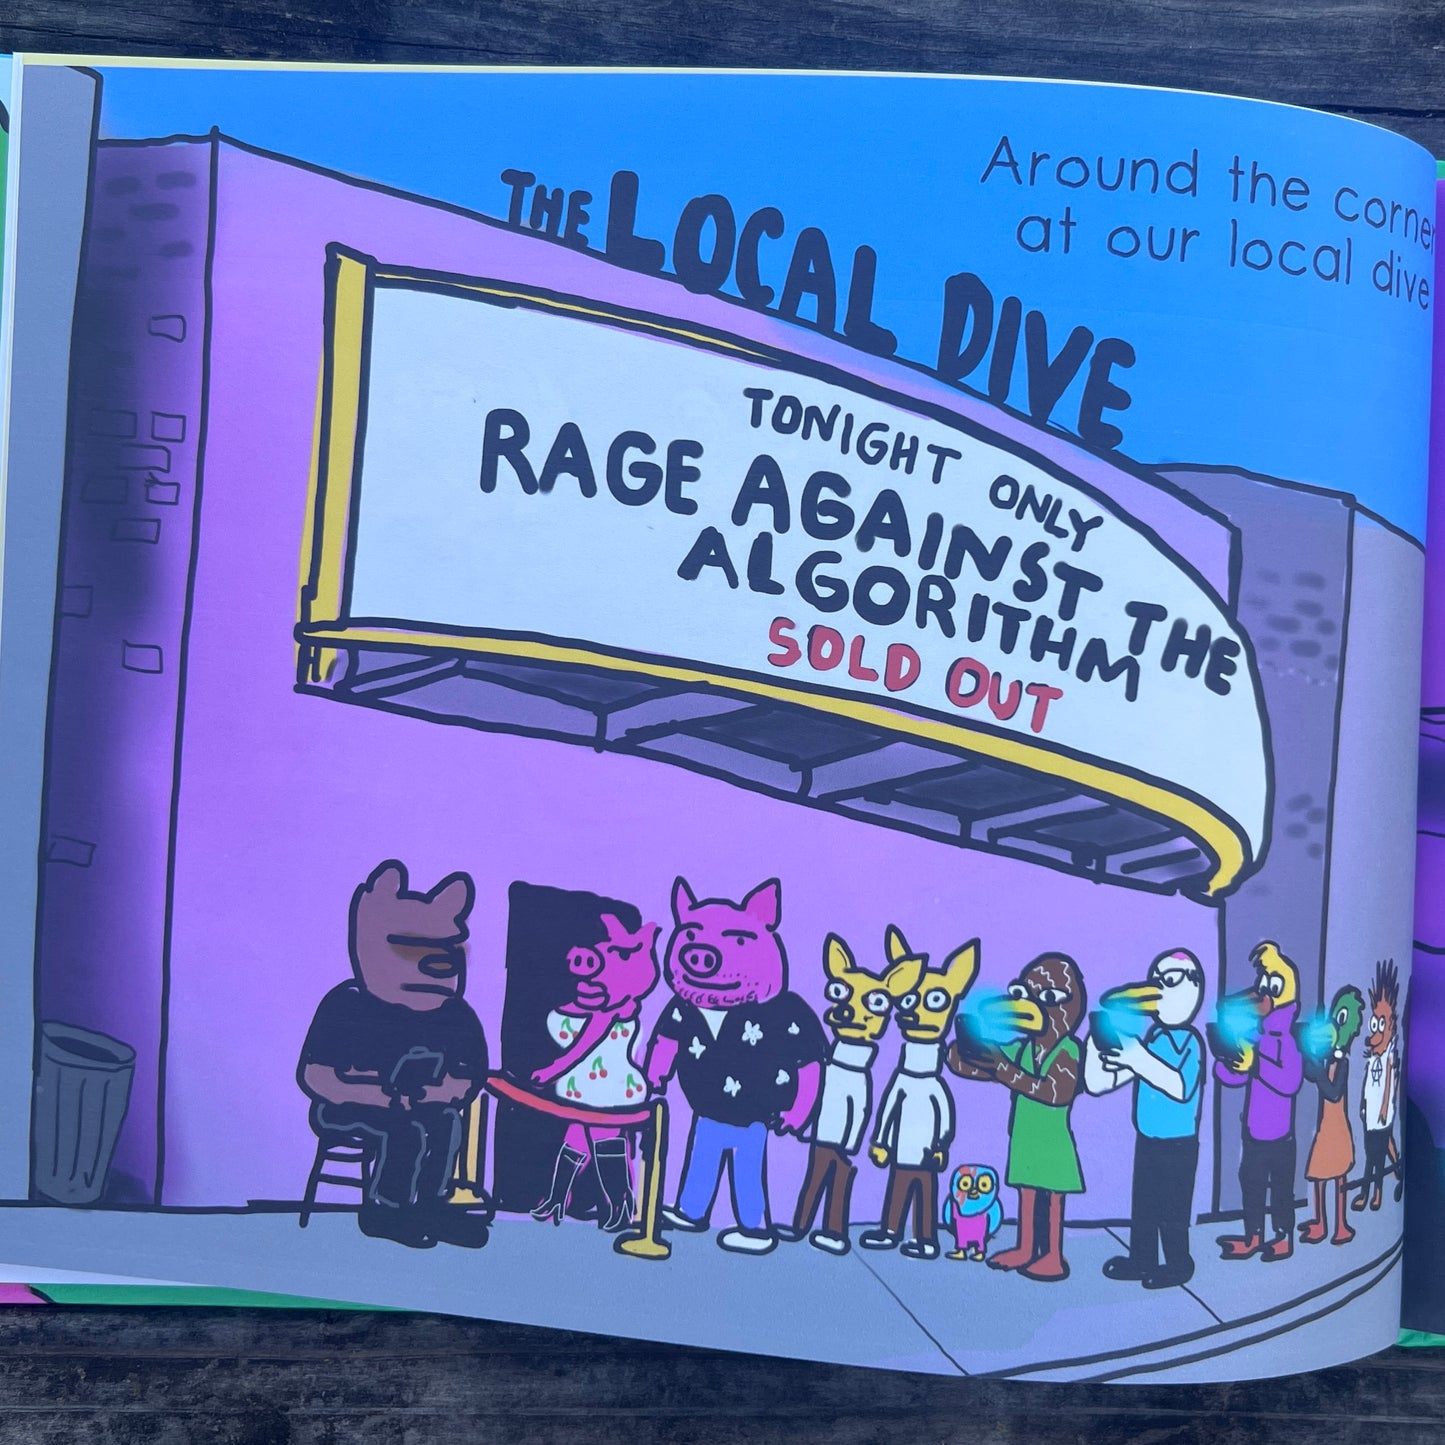 Around the corner
at our local dive
THE LOCAL DIVE
TONIGHT ONLY
RAGE AGAINST THE
ALGORITHM
SOLD OUT